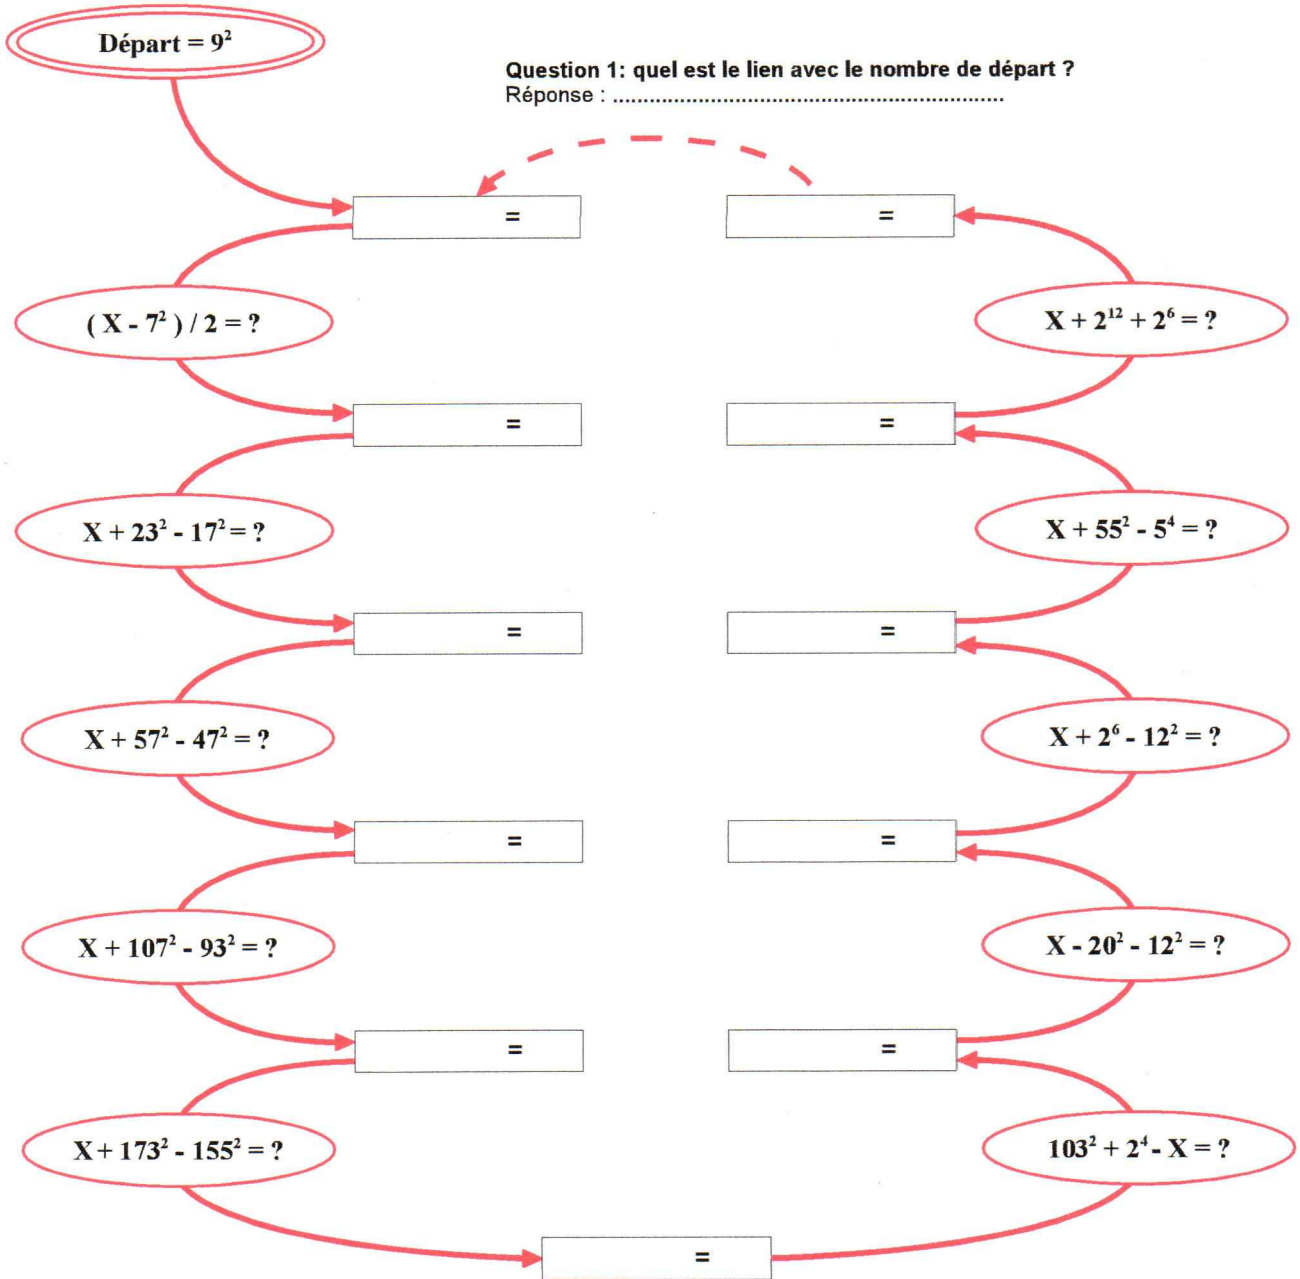 Départ = 9²
Question 1: quel est le lien avec le nombre de départ ?
Réponse : ................................................................
=
=
( X - 7² ) / 2 = ?
X + 2¹² + 2⁶ = ?
=
=
X + 23² - 17² = ?
X + 55² - 5⁴ = ?
=
=
X + 57² - 47² = ?
X + 2⁶ - 12² = ?
=
=
X + 107² - 93² = ?
X - 20² - 12² = ?
=
=
X + 173² - 155² = ?
103² + 2⁴ - X = ?
=